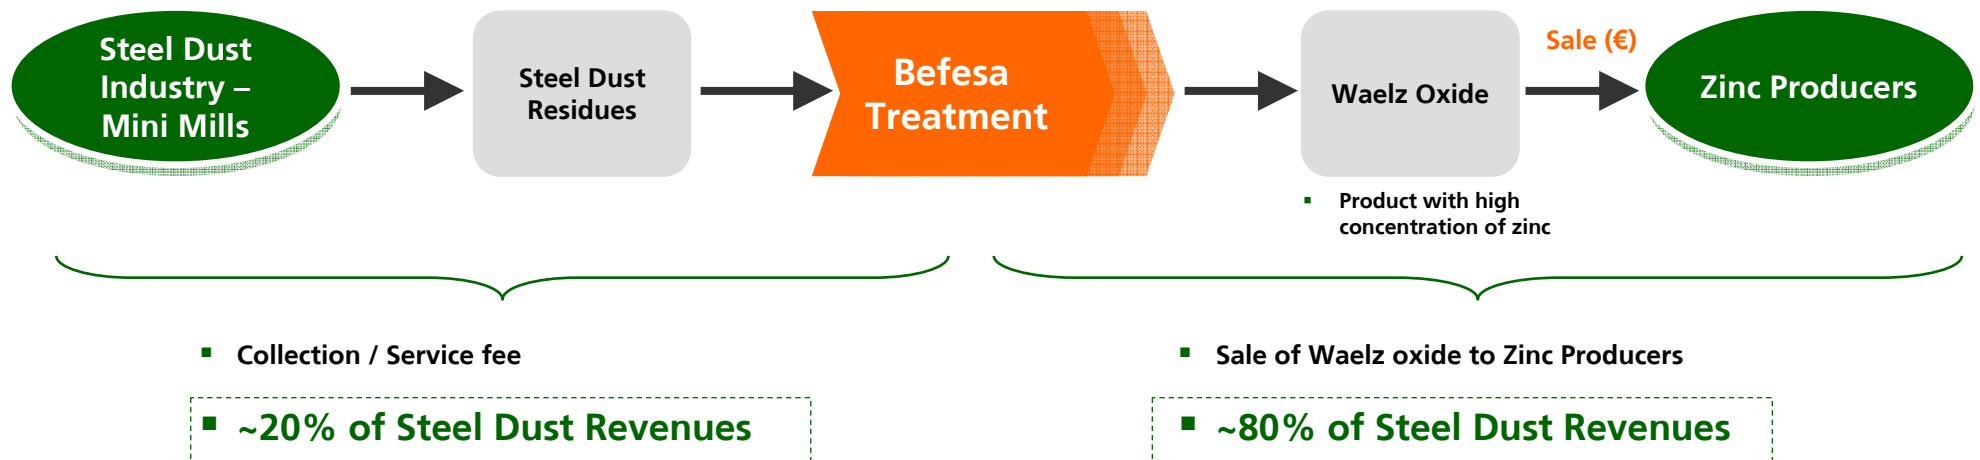 Steel Dust
Industry –
Mini Mills
Steel Dust
Residues
Befesa
Treatment
Waelz Oxide
Sale (€)
Zinc Producers
▪ Product with high
concentration of zinc
▪ Collection / Service fee
▪ ~20% of Steel Dust Revenues
▪ Sale of Waelz oxide to Zinc Producers
▪ ~80% of Steel Dust Revenues